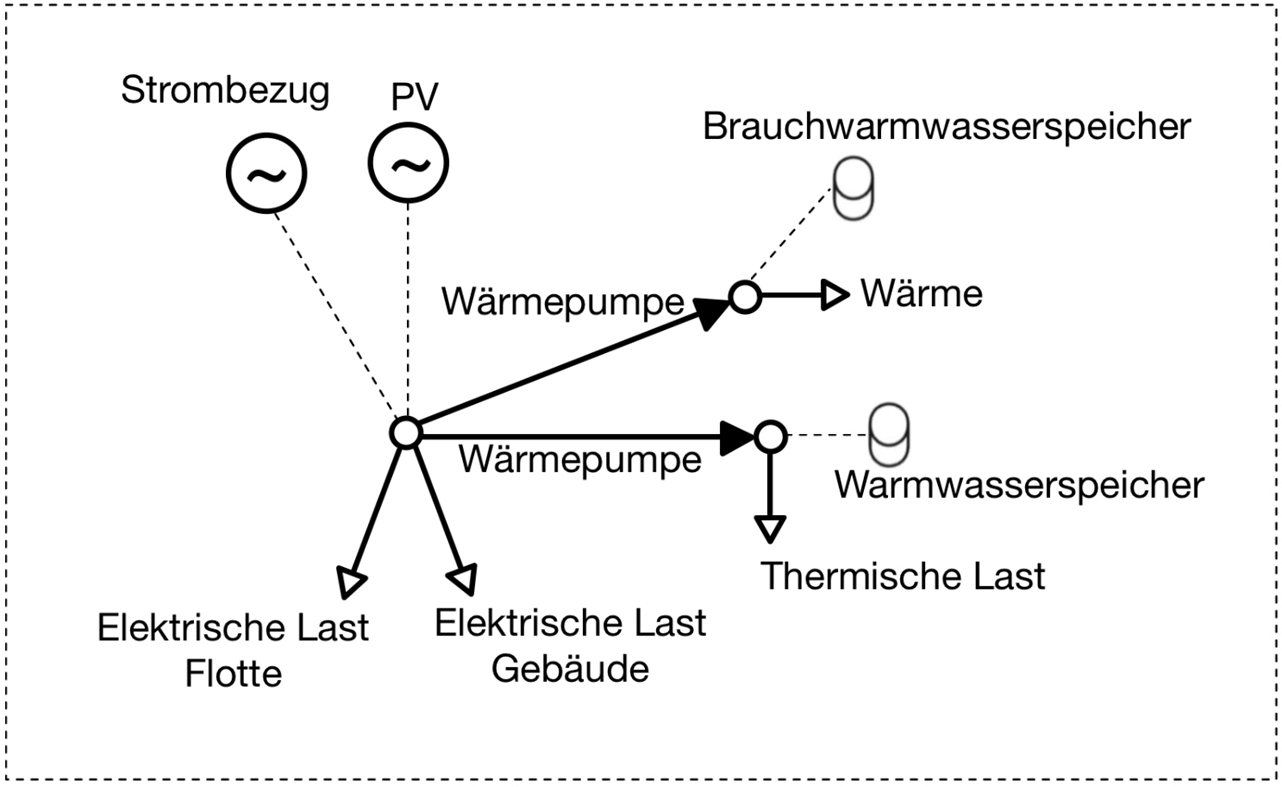 Strombezug
PV
Brauchwarmwasserspeicher
Wärmepumpe
Wärme
Wärmepumpe
Warmwasserspeicher
Thermische Last
Elektrische Last
Flotte
Elektrische Last
Gebäude